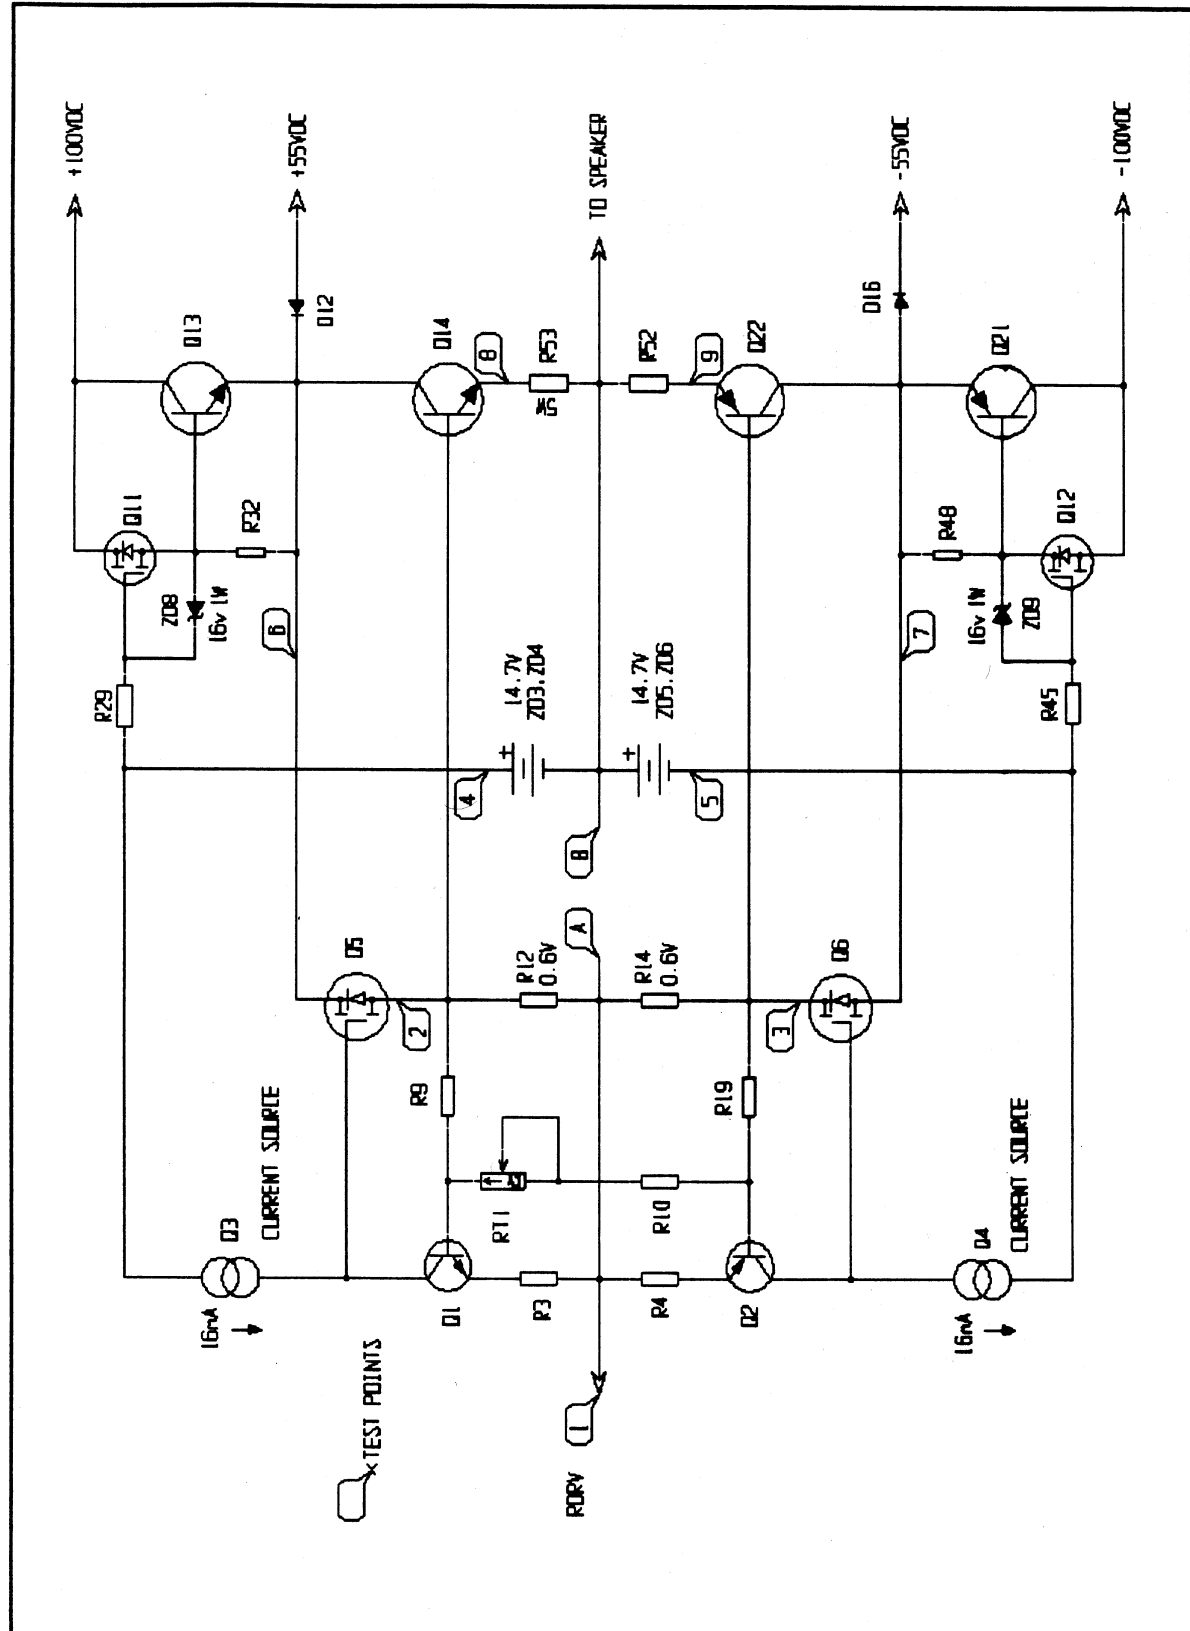 +100VDC
+55VDC
TO SPEAKER
-55VDC
-100VDC
Q13
D12
Q14
8
R53
5W
R52
9
Q22
D16
Q21
Q11
R32
ZD8
16v 1W
6
R48
Q12
16v 1W
ZD9
7
R29
14.7V
ZD3.ZD4
+
4
14.7V
ZD5.ZD6
+
5
R45
B
A
Q5
2
R12
0.6V
R14
0.6V
3
Q6
R9
R19
CURRENT SOURCE
Q3
16mA
RT1
R10
CURRENT SOURCE
Q4
16mA
Q1
R3
R4
Q2
TEST POINTS
1
RDRV